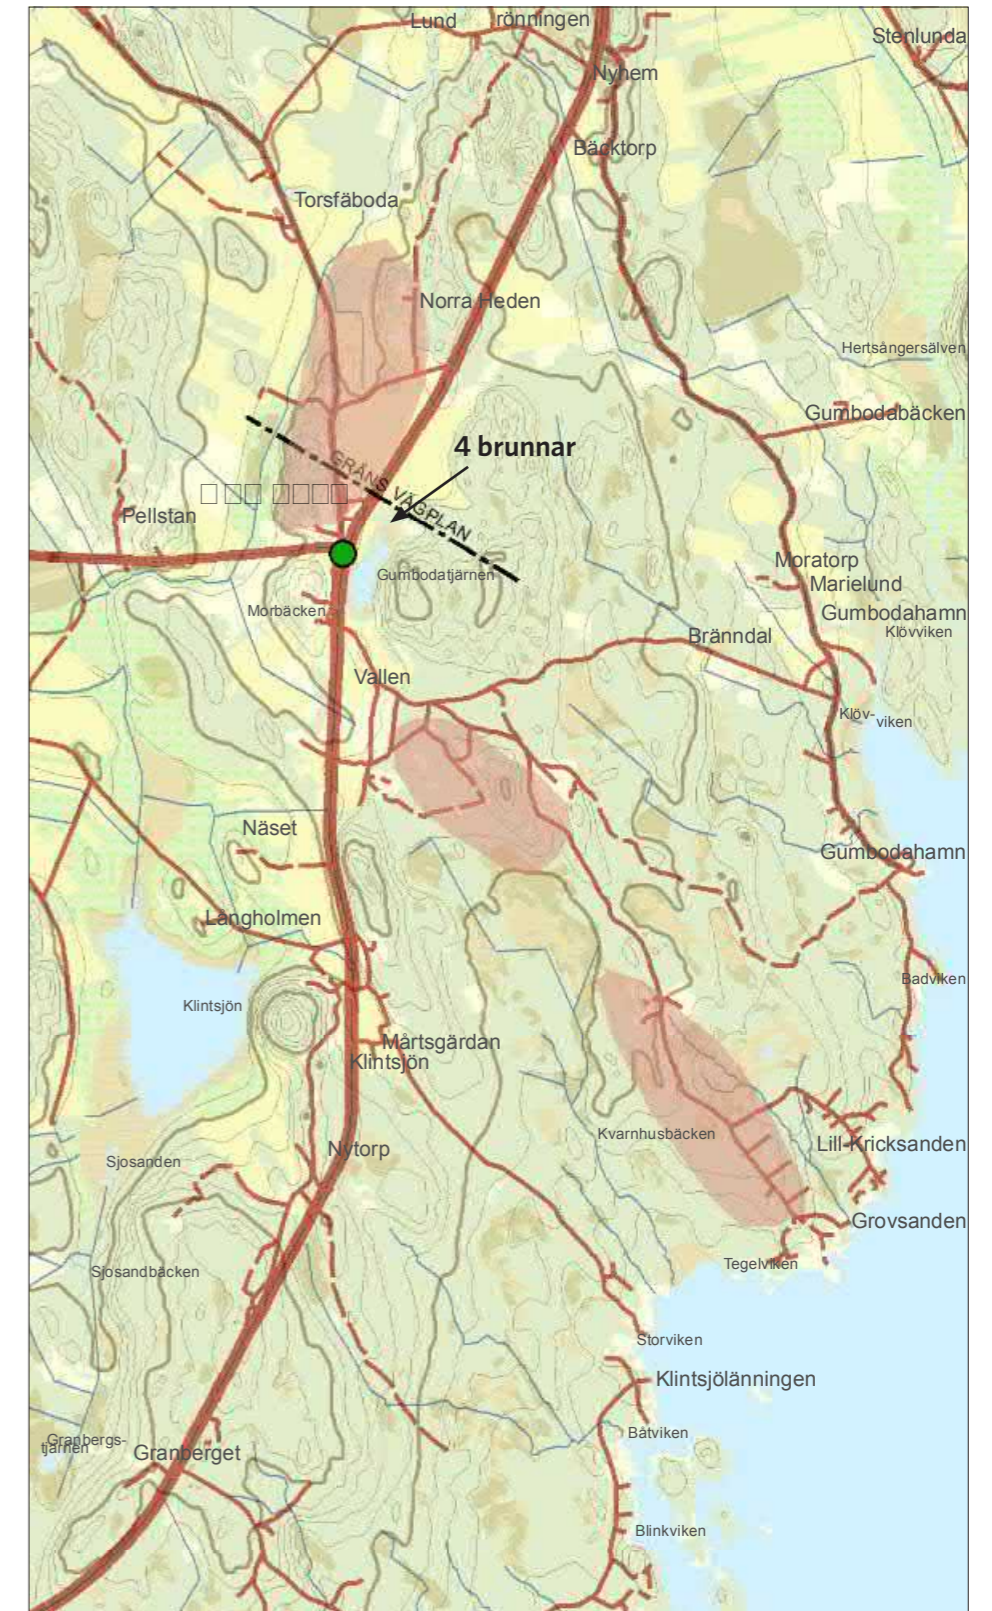 Lund
rönningen
Stenlunda
Nyhem
Bäcktorp
Torsfäboda
Norra Heden
Hertsångersälven
Gumbodabäcken
4 brunnar
GRÄNS VÄGPLAN
□ □□ □□□□
Pellstan
Gumbodatjärnen
Moratorp
Marielund
Gumbodahamn
Klövviken
Morbäcken
Bränndal
Vallen
Klöv-
viken
Näset
Gumbodahamn
Långholmen
Badviken
Klintsjön
Mårtsgärdan
Klintsjön
Kvarnhusbäcken
Lill-Kricksanden
Nytorp
Sjosanden
Grovsanden
Tegelviken
Sjosandbäcken
Storviken
Klintsjölänningen
Båtviken
Granbergs-
tjärnen
Granberget
Blinkviken